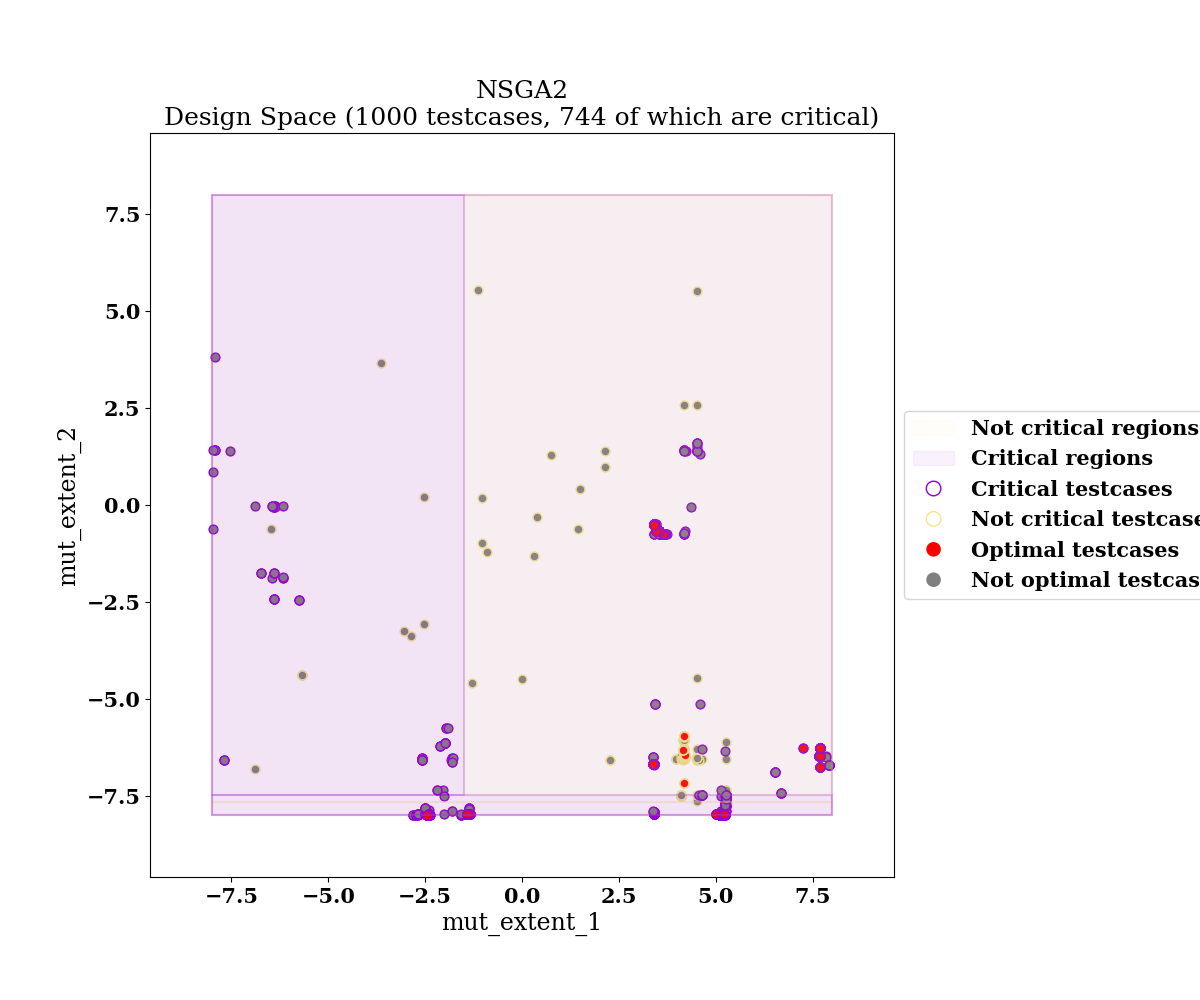 NSGA2
Design Space (1000 testcases, 744 of which are critical)
7.5
5.0
2.5
0.0
−2.5
−5.0
−7.5
mut_extent_2
−7.5 −5.0 −2.5 0.0 2.5 5.0 7.5
mut_extent_1
Not critical regions
Critical regions
Critical testcases
Not critical testcase
Optimal testcases
Not optimal testcas